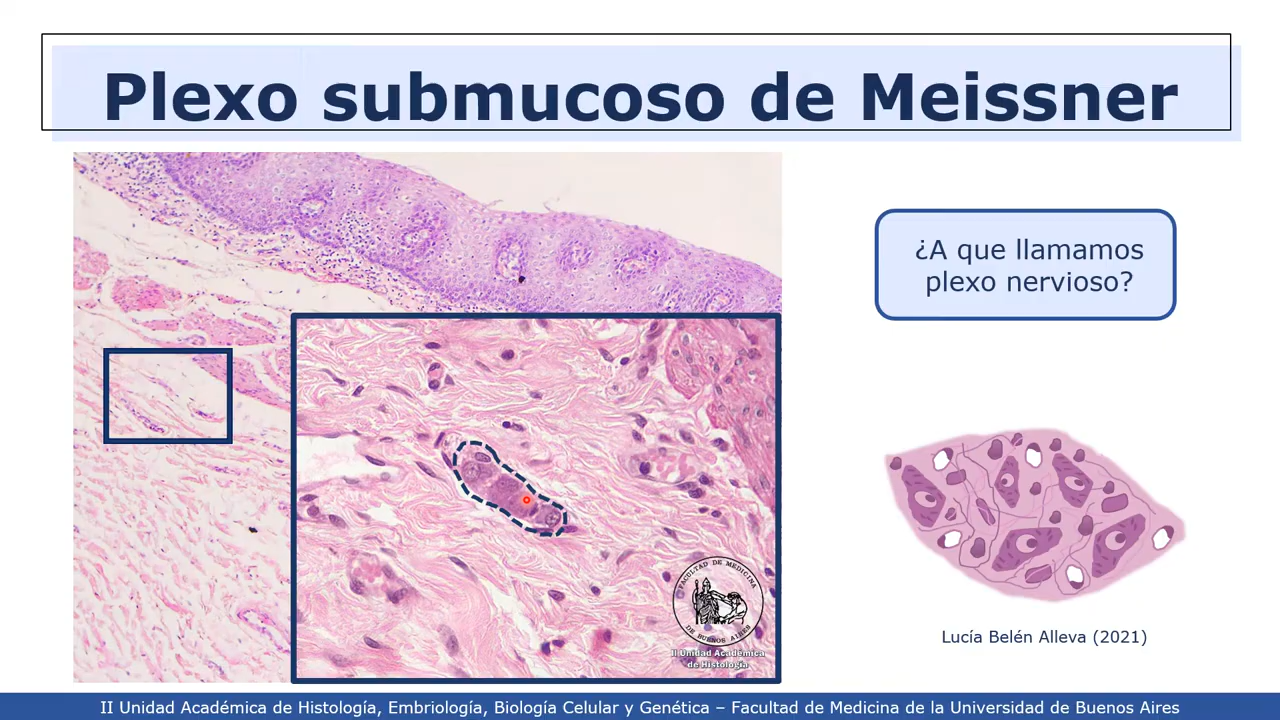 Plexo submucoso de Meissner
¿A que llamamos
plexo nervioso?
FACULTAD DE MEDICINA
DE BUENOS AIRES
II Unidad Académica
de Histología
Lucía Belén Alleva (2021)
II Unidad Académica de Histología, Embriología, Biología Celular y Genética – Facultad de Medicina de la Universidad de Buenos Aires